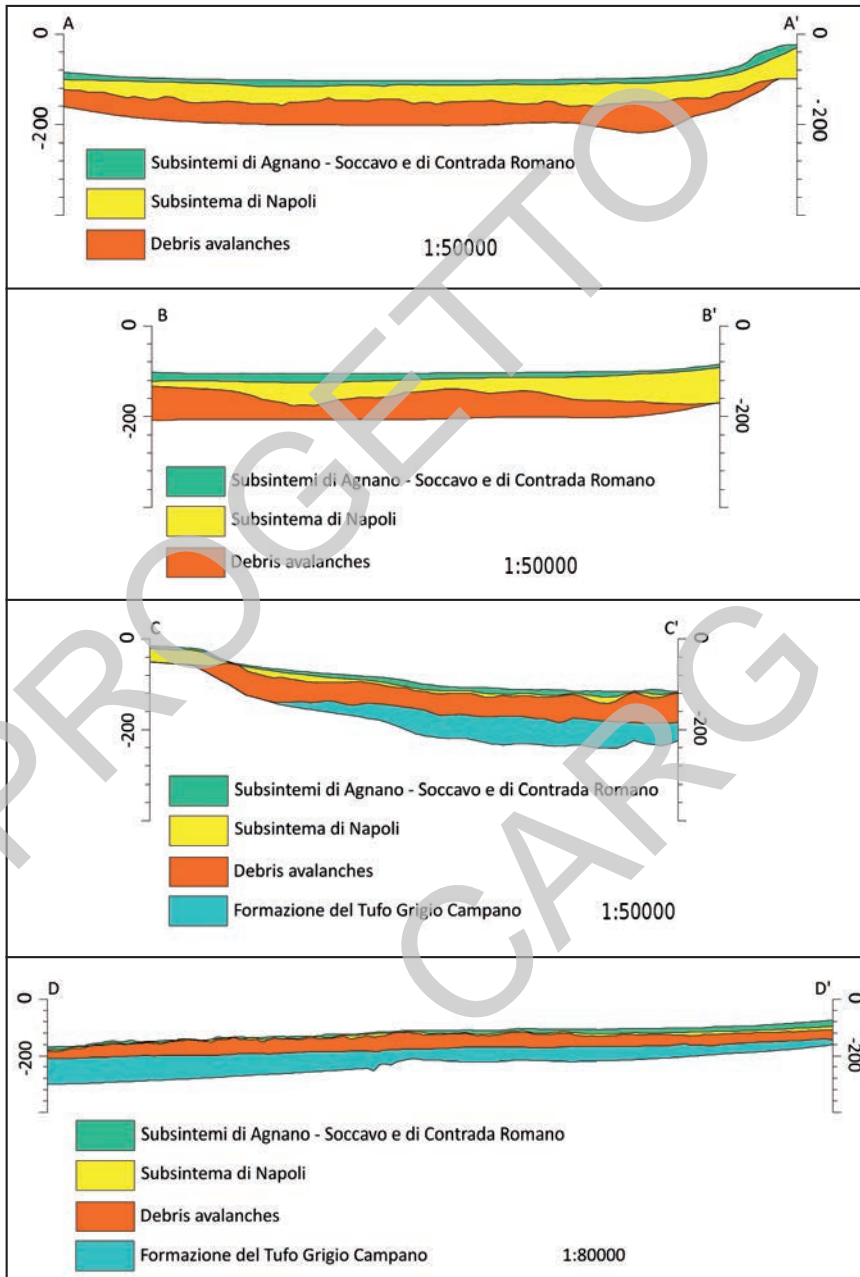 A A'
0 0
-200 -200
Subsintemi di Agnano - Soccavo e di Contrada Romano
Subsintema di Napoli
Debris avalanches 1:50000
B B'
0 0
-200 -200
Subsintemi di Agnano - Soccavo e di Contrada Romano
Subsintema di Napoli
Debris avalanches 1:50000
C C'
0 0
-200 -200
Subsintemi di Agnano - Soccavo e di Contrada Romano
Subsintema di Napoli
Debris avalanches
Formazione del Tufo Grigio Campano 1:50000
D D'
0 0
-200 -200
Subsintemi di Agnano - Soccavo e di Contrada Romano
Subsintema di Napoli
Debris avalanches
Formazione del Tufo Grigio Campano 1:80000
PROGETTO
CARG